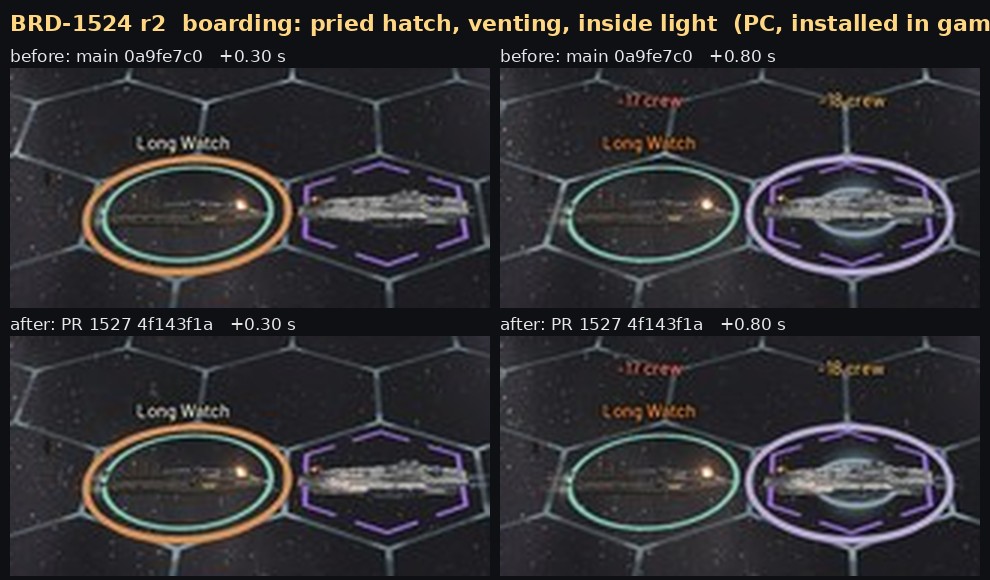 BRD-1524 r2 boarding: pried hatch, venting, inside light (PC, installed in gam
before: main 0a9fe7c0 +0.30 s
before: main 0a9fe7c0 +0.80 s
Long Watch
-17 crew
-18 crew
Long Watch
after: PR 1527 4f143f1a +0.30 s
after: PR 1527 4f143f1a +0.80 s
Long Watch
-17 crew
-18 crew
Long Watch